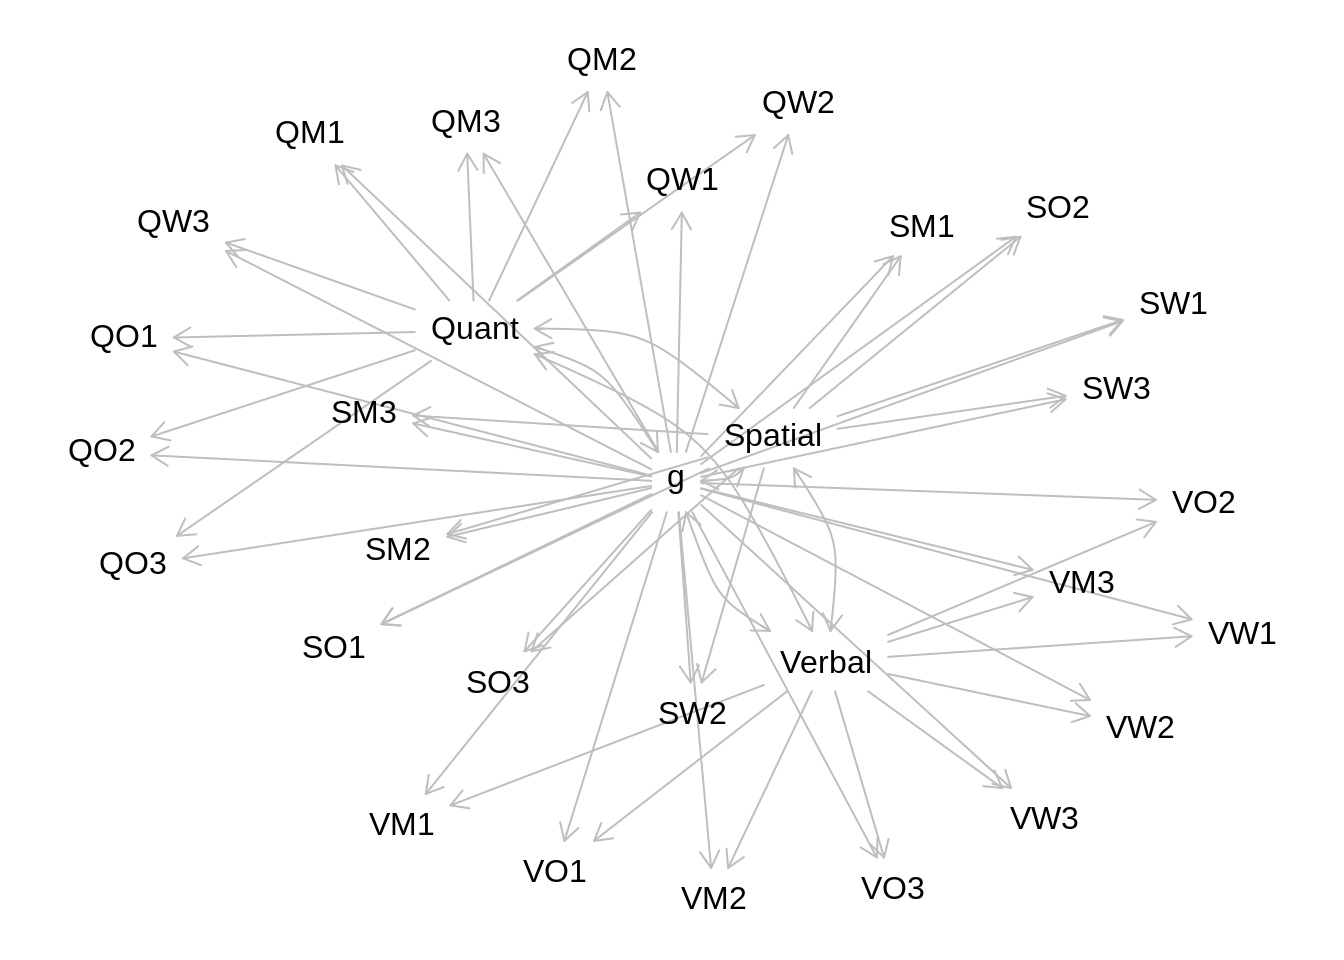 QM2
QW2
QM3
QM1
QW1
SO2
QW3
SM1
SW1
Quant
QO1
SW3
SM3
Spatial
QO2
g
VO2
SM2
QO3
VM3
VW1
SO1
Verbal
SO3
SW2
VW2
VW3
VM1
VO1
VO3
VM2